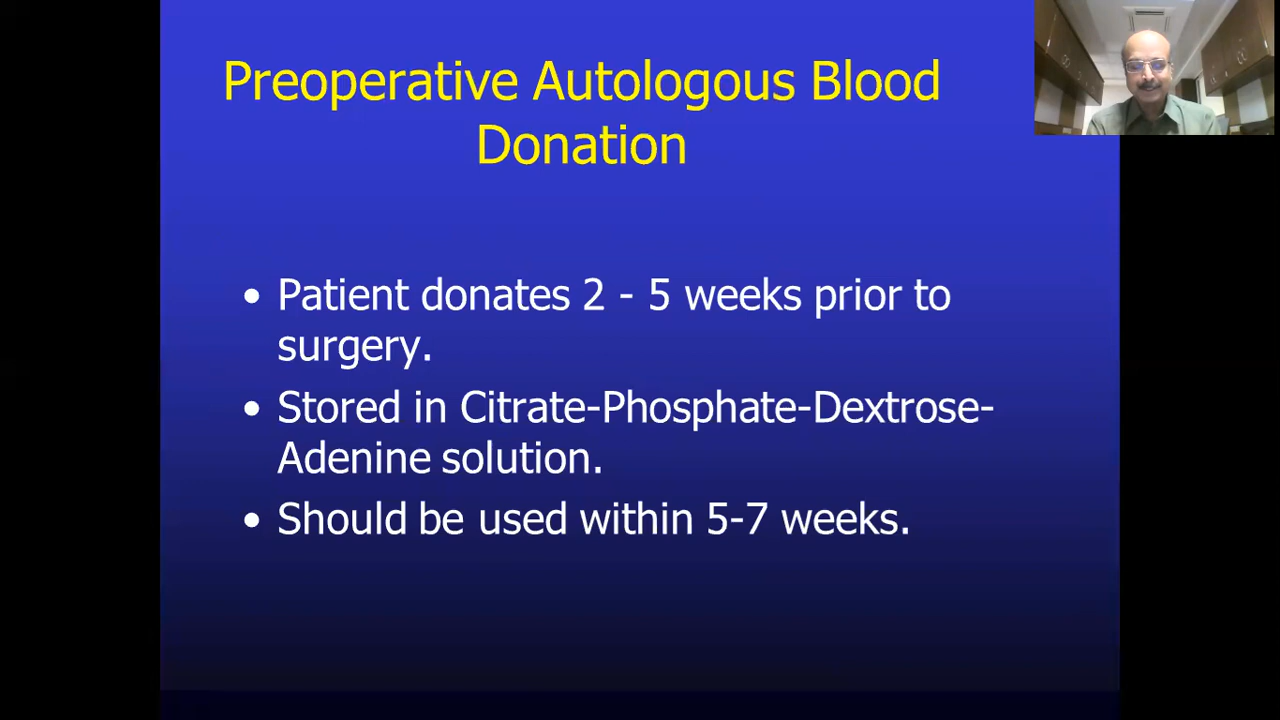 Preoperative Autologous Blood
Donation
• Patient donates 2 - 5 weeks prior to
surgery.
• Stored in Citrate-Phosphate-Dextrose-
Adenine solution.
• Should be used within 5-7 weeks.